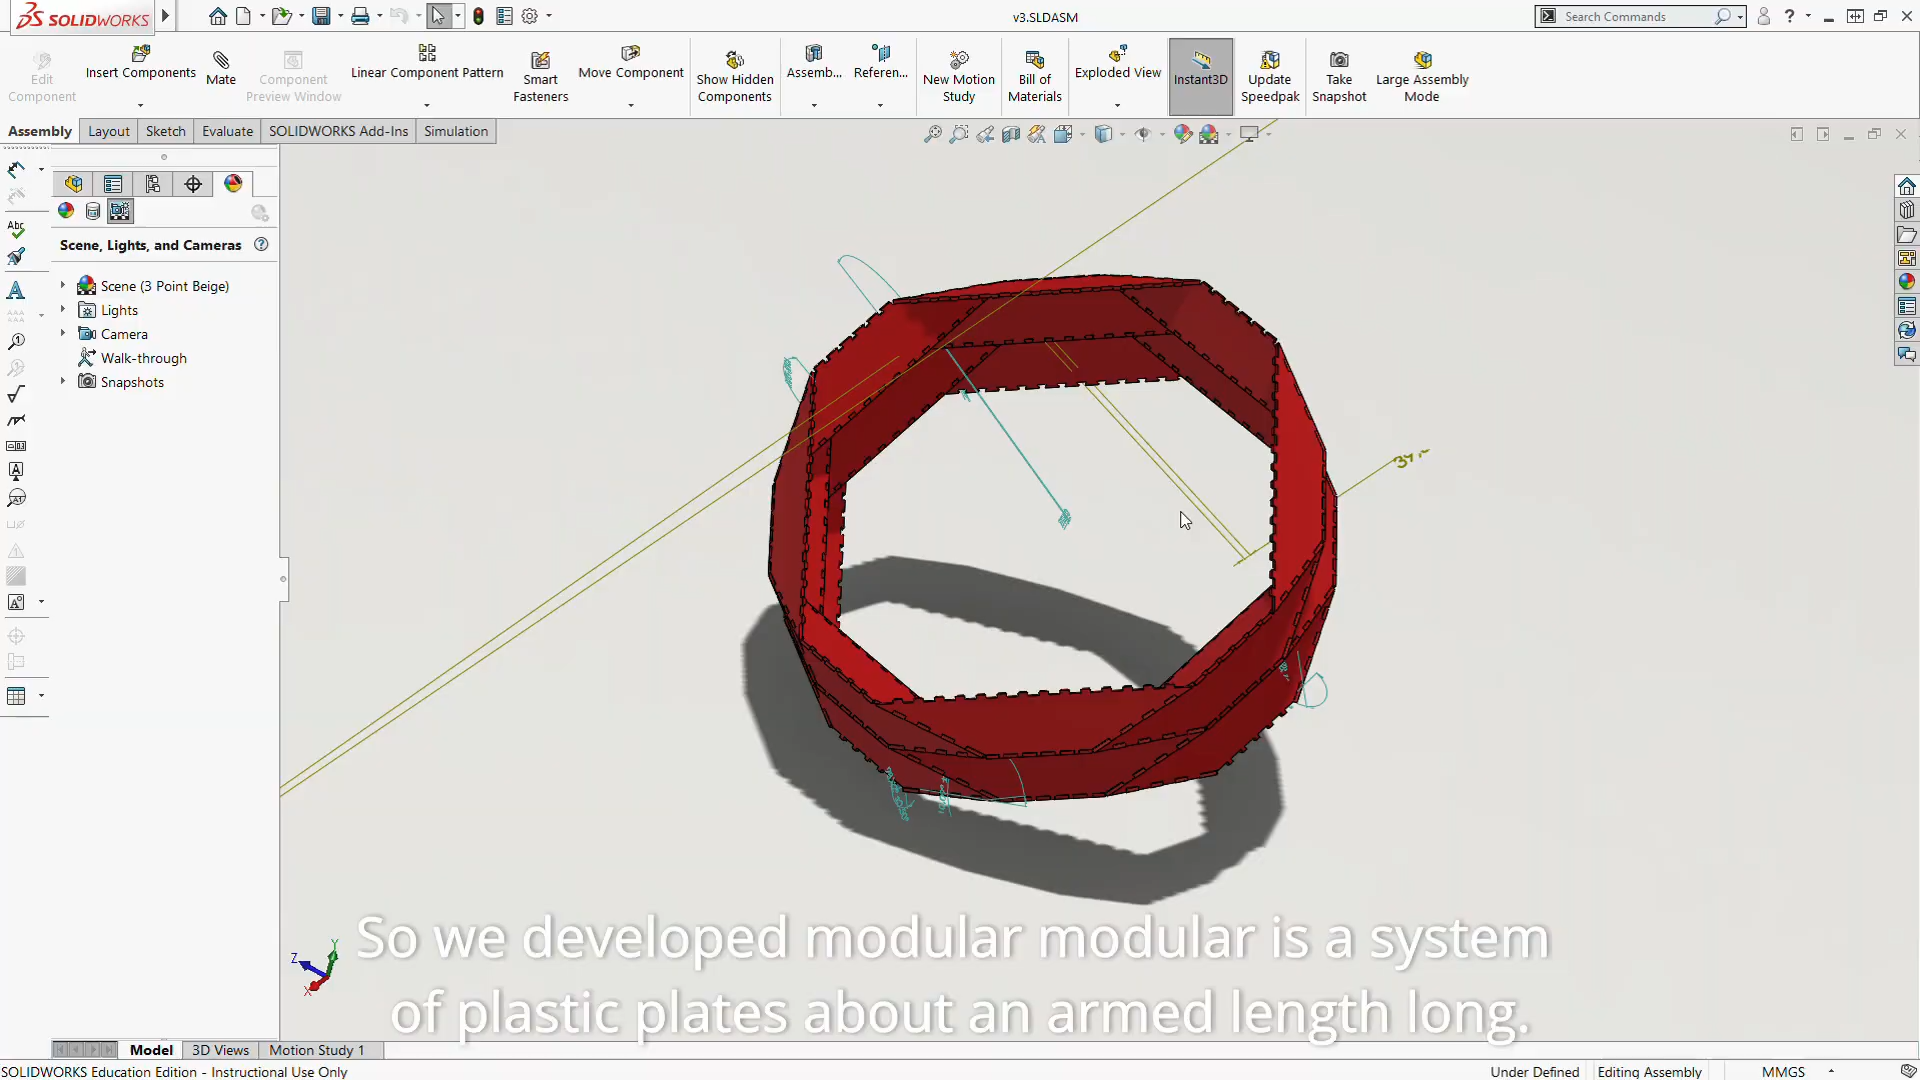 SOLIDWORKS
v3.SLDASM
Search Commands
?
Edit Component
Insert Components
Mate
Component Preview Window
Linear Component Pattern
Smart Fasteners
Move Component
Show Hidden Components
Assemb...
Referen...
New Motion Study
Bill of Materials
Exploded View
Instant3D
Update Speedpak
Take Snapshot
Large Assembly Mode
Assembly
Layout
Sketch
Evaluate
SOLIDWORKS Add-Ins
Simulation
Scene, Lights, and Cameras
?
Scene (3 Point Beige)
Lights
Camera
Walk-through
Snapshots
Abc
Y
Z
X
So we developed modular modular is a system
of plastic plates about an armed length long.
Model
3D Views
Motion Study 1
SOLIDWORKS Education Edition - Instructional Use Only
Under Defined
Editing Assembly
MMGS